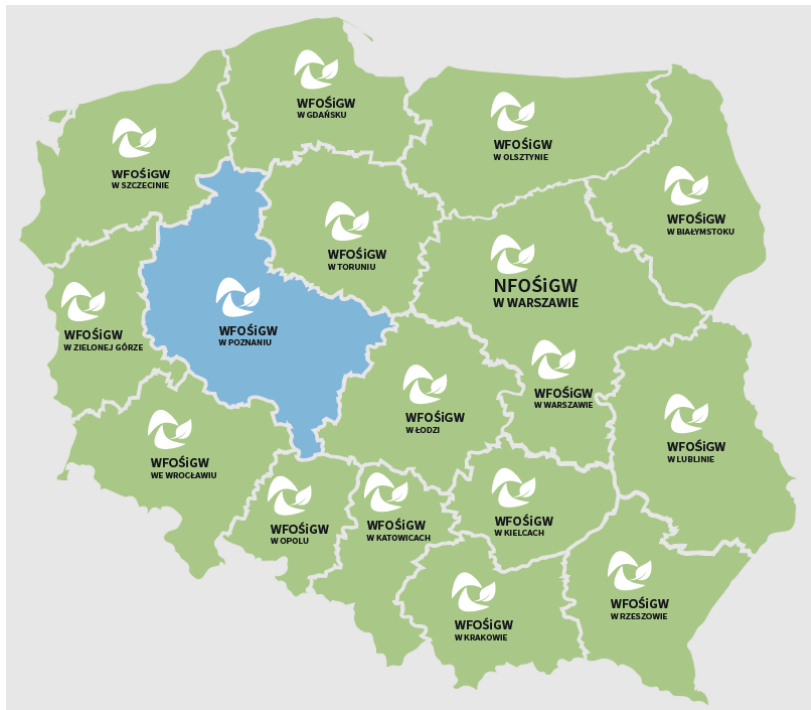 WFOŚiGW
W GDAŃSKU
WFOŚiGW
W OLSZTYNIE
WFOŚiGW
W SZCZECINIE
WFOŚiGW
W BIAŁYMSTOKU
WFOŚiGW
W TORUNIU
NFOŚiGW
W WARSZAWIE
WFOŚiGW
W POZNANIU
WFOŚiGW
W ZIELONEJ GÓRZE
WFOŚiGW
W WARSZAWIE
WFOŚiGW
W ŁODZI
WFOŚiGW
W LUBLINIE
WFOŚiGW
WE WROCŁAWIU
WFOŚiGW
W OPOLU
WFOŚiGW
W KATOWICACH
WFOŚiGW
W KIELCACH
WFOŚiGW
W RZESZOWIE
WFOŚiGW
W KRAKOWIE